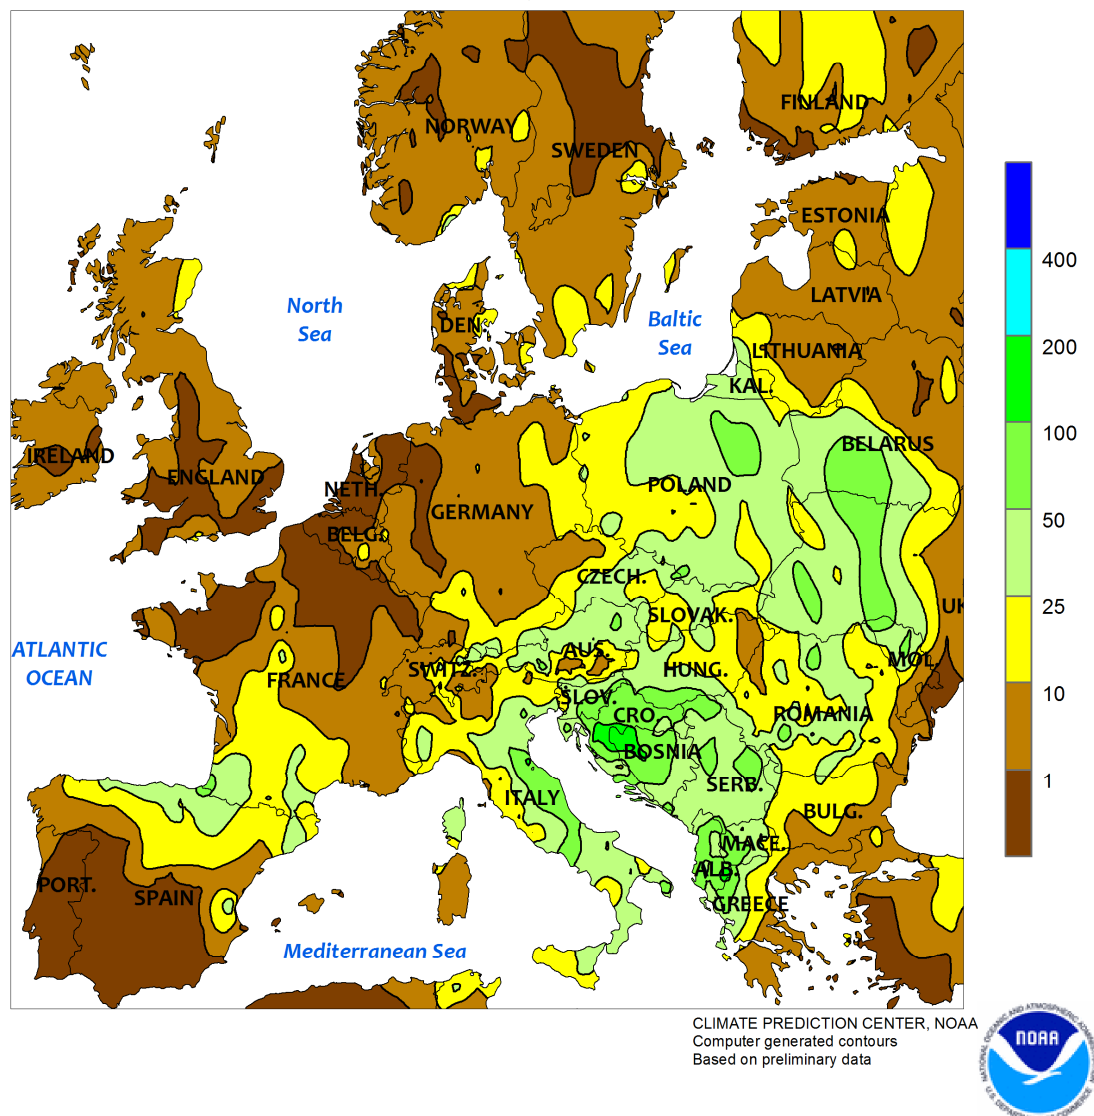 FINLAND
NORWAY
SWEDEN
ESTONIA
North
Sea
LATVIA
Baltic
Sea
DEN.
LITHUANIA
KAL.
BELARUS
IRELAND
ENGLAND
NETH.
POLAND
GERMANY
BELG.
CZECH.
UK
SLOVAK.
ATLANTIC
OCEAN
AUS.
MOL.
SWITZ.
HUNG.
FRANCE
SLOV.
CRO.
ROMANIA
BOSNIA
SERB.
ITALY
BULG.
MACE.
ALB.
PORT.
SPAIN
GREECE
Mediterranean Sea
400
200
100
50
25
10
1
CLIMATE PREDICTION CENTER, NOAA
Computer generated contours
Based on preliminary data
NOAA